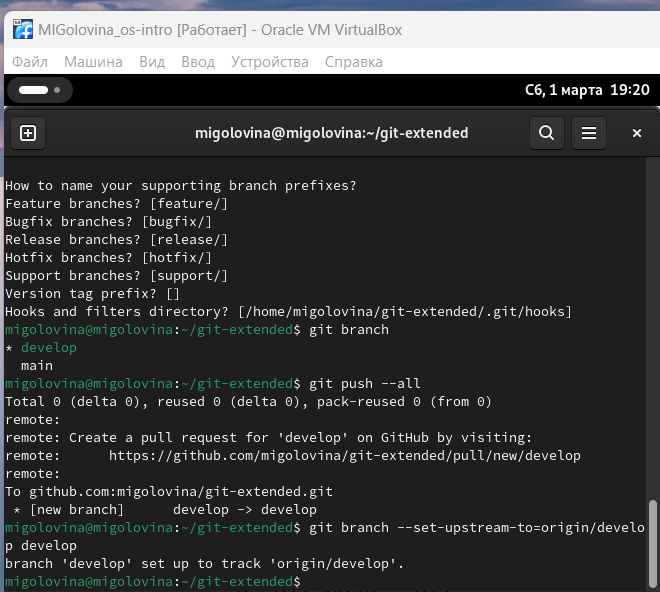 MIGolovina_os-intro [Работает] - Oracle VM VirtualBox
Файл Машина Вид Ввод Устройства Справка
Сб, 1 марта 19:20
migolovina@migolovina:~/git-extended
How to name your supporting branch prefixes?
Feature branches? [feature/]
Bugfix branches? [bugfix/]
Release branches? [release/]
Hotfix branches? [hotfix/]
Support branches? [support/]
Version tag prefix? []
Hooks and filters directory? [/home/migolovina/git-extended/.git/hooks]
migolovina@migolovina:~/git-extended$ git branch
* develop
  main
migolovina@migolovina:~/git-extended$ git push --all
Total 0 (delta 0), reused 0 (delta 0), pack-reused 0 (from 0)
remote:
remote: Create a pull request for 'develop' on GitHub by visiting:
remote:      https://github.com/migolovina/git-extended/pull/new/develop
remote:
To github.com:migolovina/git-extended.git
 * [new branch]      develop -> develop
migolovina@migolovina:~/git-extended$ git branch --set-upstream-to=origin/develo
p develop
branch 'develop' set up to track 'origin/develop'.
migolovina@migolovina:~/git-extended$